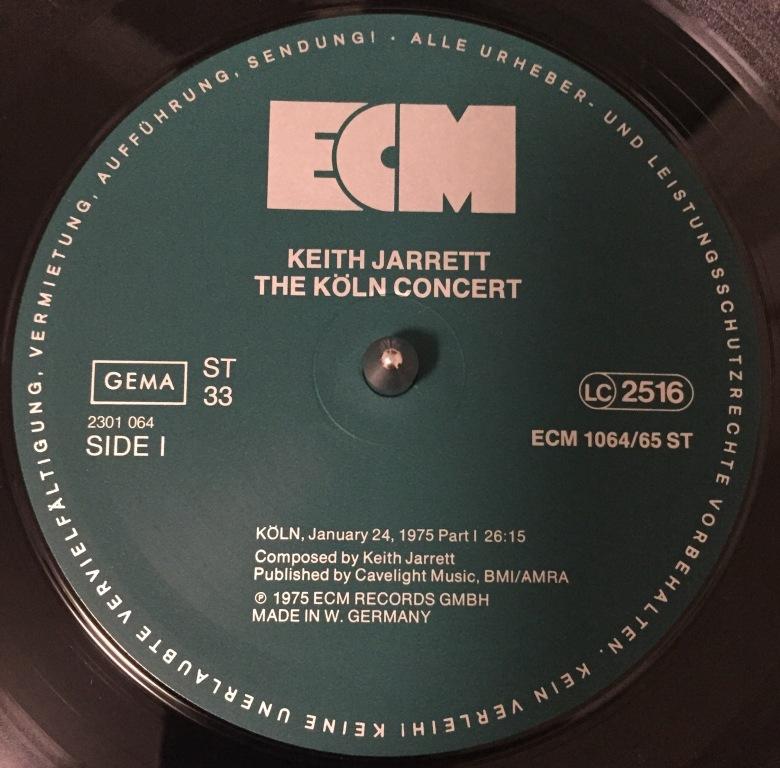 ECM
KEITH JARRETT
THE KÖLN CONCERT
GEMA
ST
33
2301 064
SIDE I
LC 2516
ECM 1064/65 ST
KÖLN, January 24, 1975 Part I 26:15
Composed by Keith Jarrett
Published by Cavelight Music, BMI/AMRA
℗ 1975 ECM RECORDS GMBH
MADE IN W. GERMANY
· ALLE URHEBER- UND LEISTUNGSSCHUTZRECHTE VORBEHALTEN. KEIN VERLEIH! KEINE UNERLAUBTE VERVIELFÄLTIGUNG, VERMIETUNG, AUFFÜHRUNG, SENDUNG!